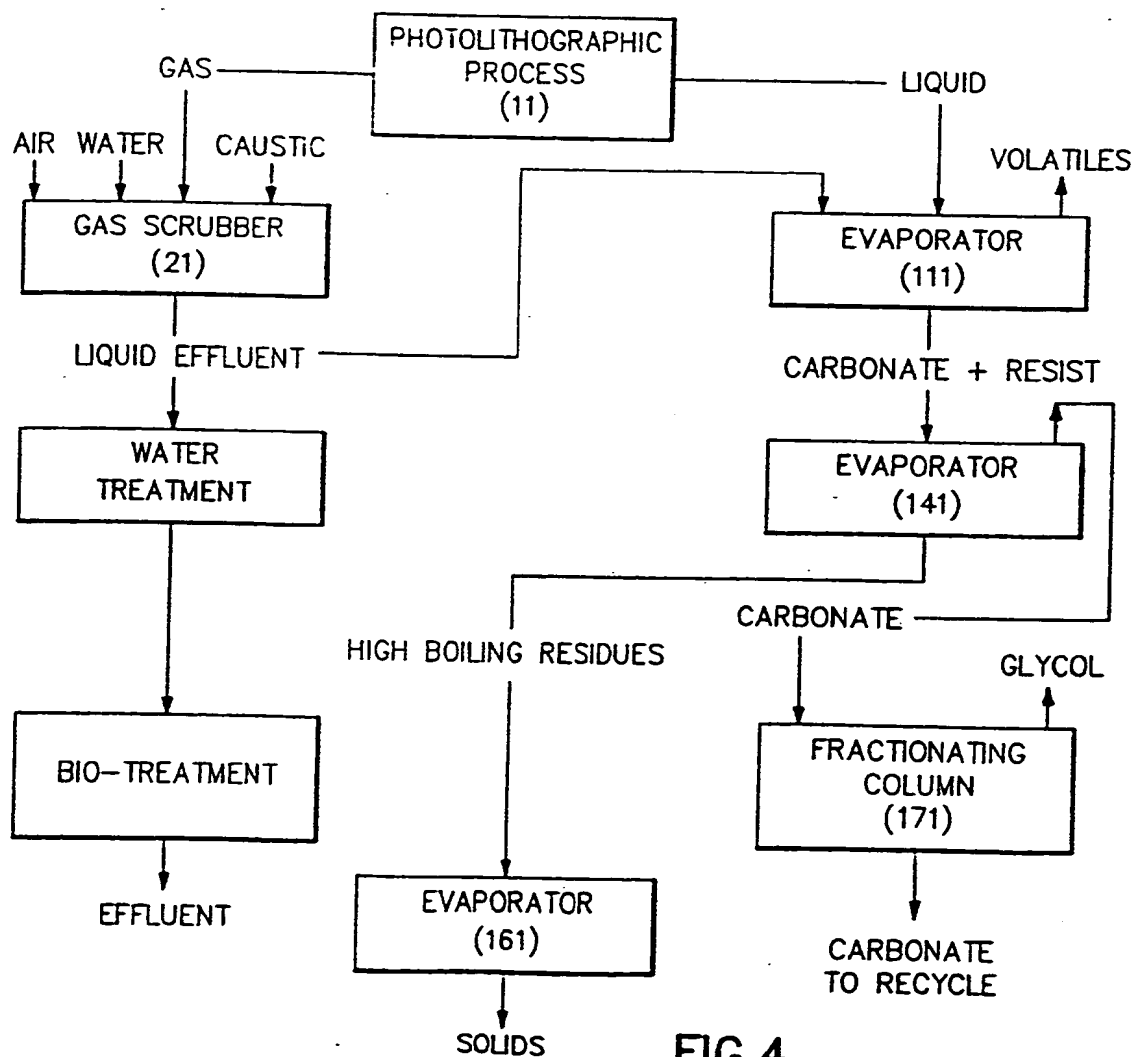 PHOTOLITHOGRAPHIC
PROCESS
(11)
GAS
LIQUID
AIR WATER CAUSTiC
VOLATILES
GAS SCRUBBER
(21)
EVAPORATOR
(111)
LIQUID EFFLUENT
CARBONATE + RESIST
WATER
TREATMENT
EVAPORATOR
(141)
CARBONATE
HIGH BOILING RESIDUES
GLYCOL
BIO-TREATMENT
FRACTIONATING
COLUMN
(171)
EFFLUENT
EVAPORATOR
(161)
CARBONATE
TO RECYCLE
SOLIDS
FIG.4